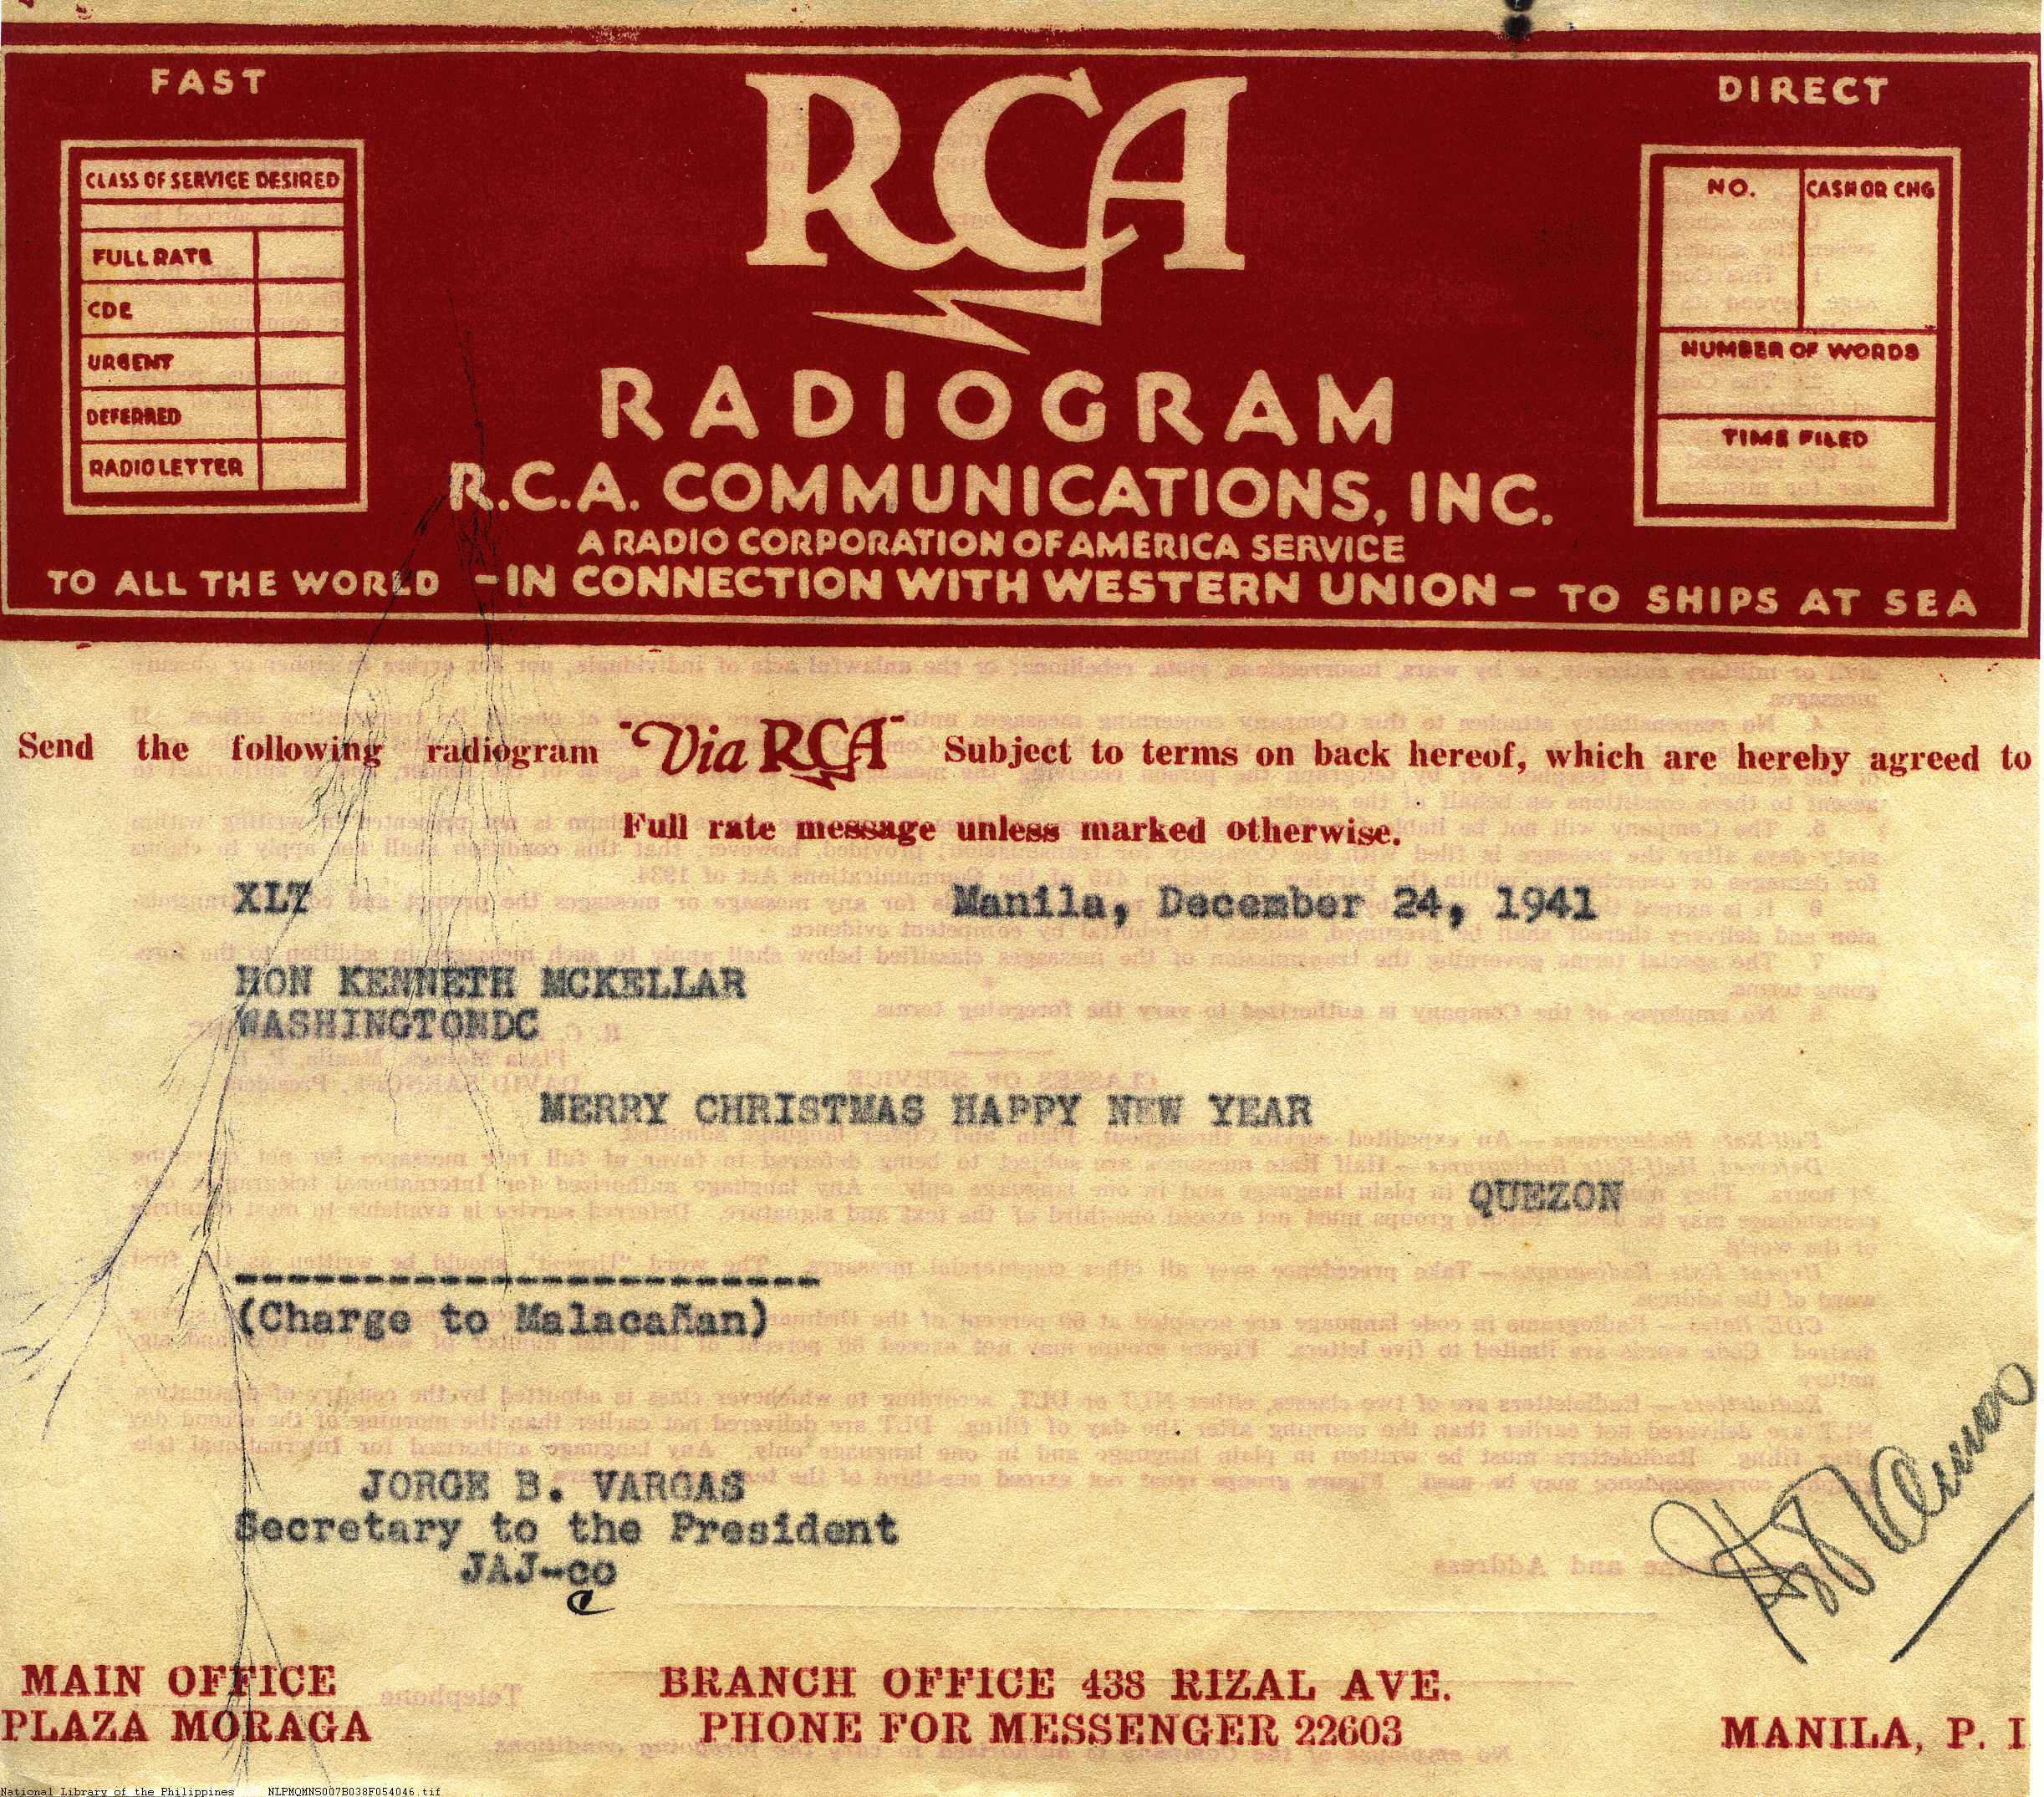 FAST
DIRECT
RCA
CLASS OF SERVICE DESIRED
FULL RATE
CDE
URGENT
DEFERRED
RADIO LETTER
NO.
CASH OR CHG
NUMBER OF WORDS
TIME FILED
RADIOGRAM
R.C.A. COMMUNICATIONS, INC.
A RADIO CORPORATION OF AMERICA SERVICE
TO ALL THE WORLD - IN CONNECTION WITH WESTERN UNION - TO SHIPS AT SEA
Send the following radiogram "Via RCA" Subject to terms on back hereof, which are hereby agreed to
Full rate message unless marked otherwise.
XLT
Manila, December 24, 1941
HON KENNETH MCKELLAR
WASHINGTONDC
MERRY CHRISTMAS HAPPY NEW YEAR
QUEZON
(Charge to Malacañan)
JORGE B. VARGAS
Secretary to the President
JAJ-co
c
MAIN OFFICE
PLAZA MORAGA
BRANCH OFFICE 438 RIZAL AVE.
PHONE FOR MESSENGER 22603
MANILA, P. I
National Library of the Philippines NLPMQMNS007B038F054046.tif